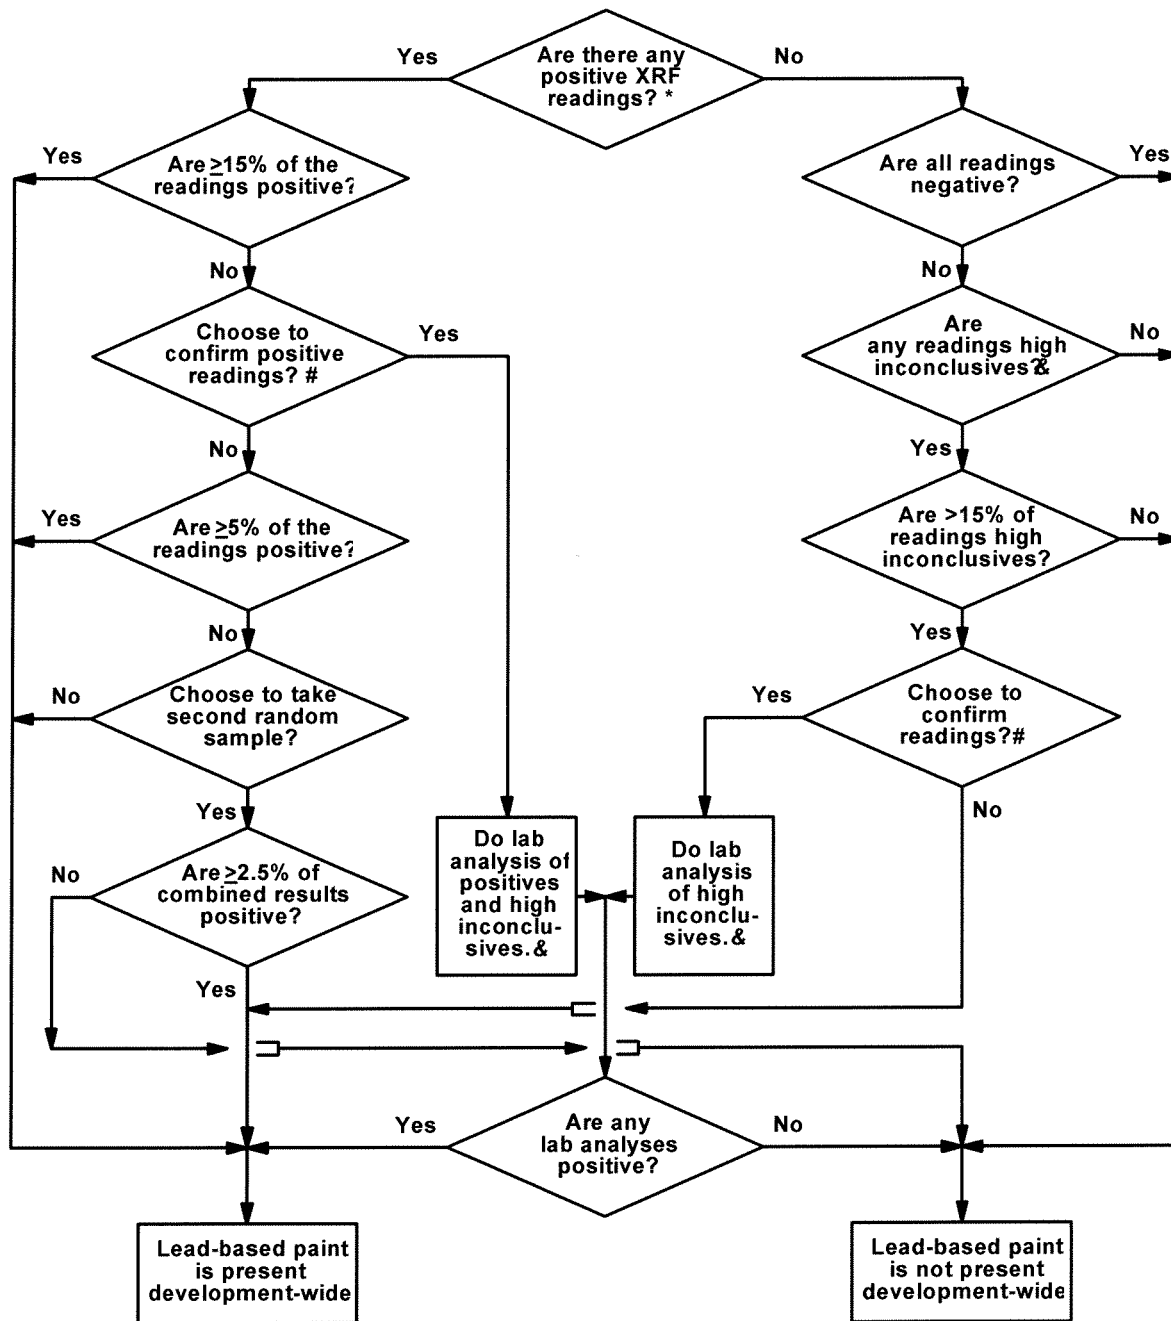 Are there any
positive XRF
readings? *
Yes
No
Are ≥15% of the
readings positive?
Yes
No
Are all readings
negative?
Yes
No
Choose to
confirm positive
readings? #
Yes
No
Are
any readings high
inconclusives?&
No
Yes
Are ≥5% of the
readings positive?
Yes
No
Are >15% of
readings high
inconclusives?
No
Yes
Choose to take
second random
sample?
No
Yes
Choose to
confirm
readings?#
Yes
No
Are ≥2.5% of
combined results
positive?
No
Yes
Do lab
analysis of
positives
and high
inconclu-
sives.&
Do lab
analysis
of high
inconclu-
sives.&
Are any
lab analyses
positive?
Yes
No
Lead-based paint
is present
development-wide
Lead-based paint
is not present
development-wide